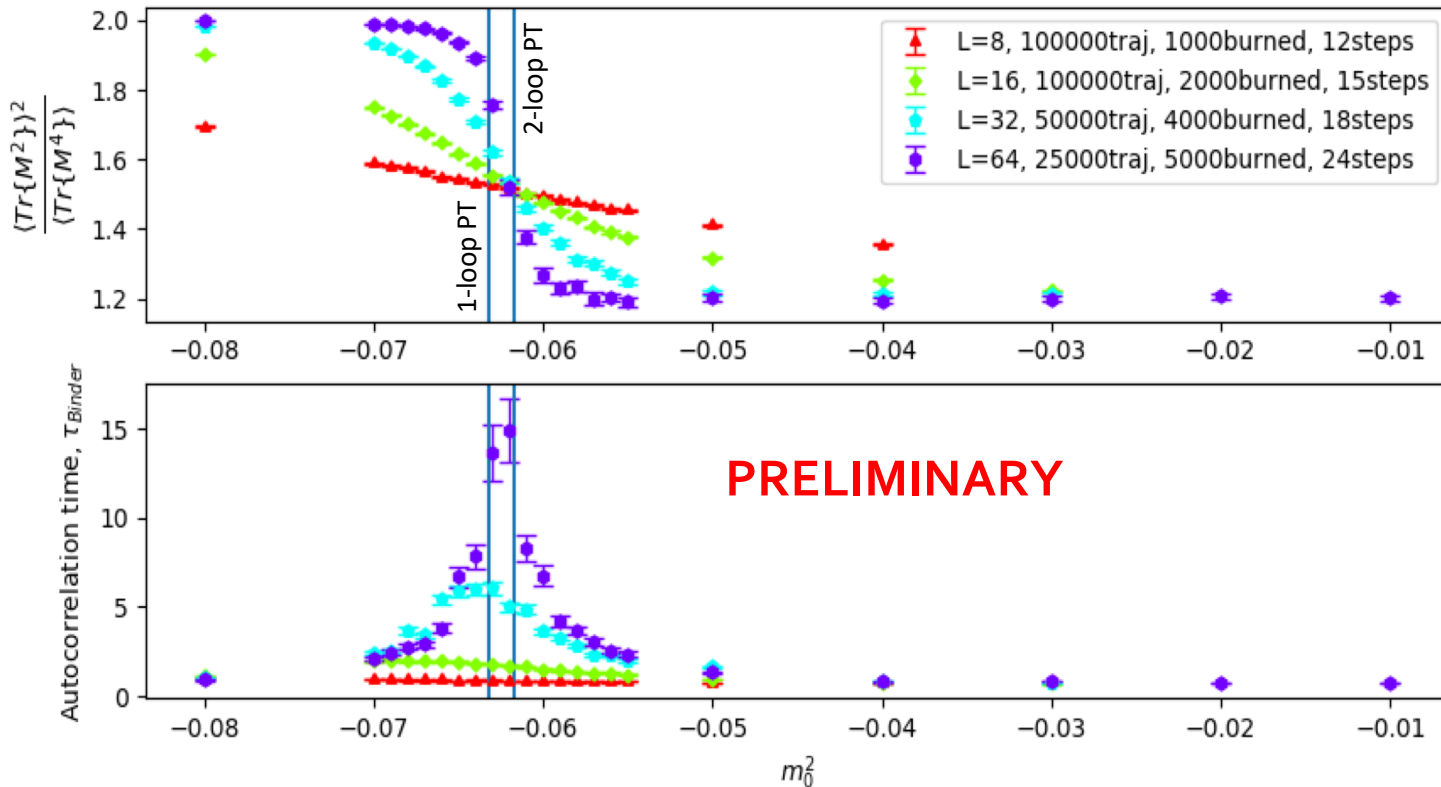 ⟨Tr{M²}⟩²
⟨Tr{M⁴}⟩
2.0
1.8
1.6
1.4
1.2
1-loop PT
2-loop PT
L=8, 100000traj, 1000burned, 12steps
L=16, 100000traj, 2000burned, 15steps
L=32, 50000traj, 4000burned, 18steps
L=64, 25000traj, 5000burned, 24steps
−0.08 −0.07 −0.06 −0.05 −0.04 −0.03 −0.02 −0.01
Autocorrelation time, τ_Binder
15
10
5
0
PRELIMINARY
−0.08 −0.07 −0.06 −0.05 −0.04 −0.03 −0.02 −0.01
m₀²